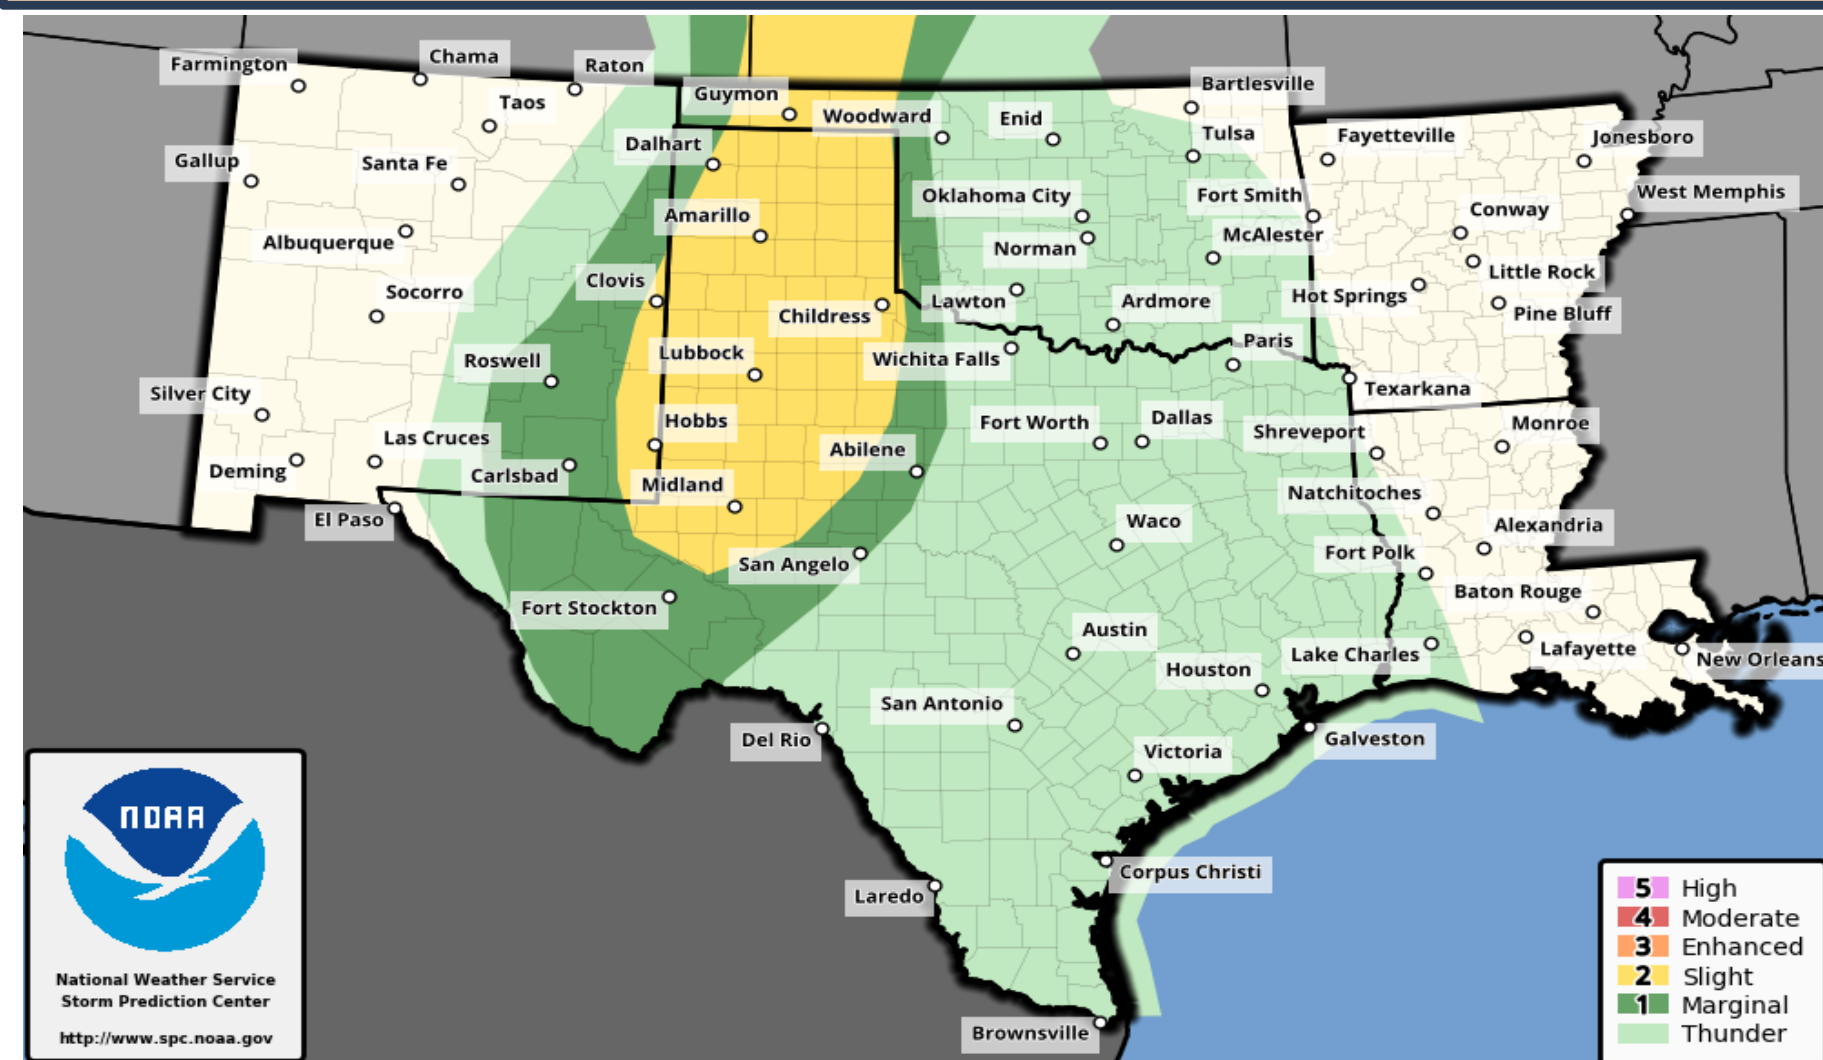 Farmington
Chama
Raton
Taos
Guymon
Woodward
Enid
Bartlesville
Dalhart
Tulsa
Fayetteville
Jonesboro
Gallup
Santa Fe
Amarillo
Oklahoma City
Fort Smith
West Memphis
Albuquerque
Norman
McAlester
Conway
Clovis
Little Rock
Socorro
Childress
Lawton
Ardmore
Hot Springs
Pine Bluff
Roswell
Lubbock
Wichita Falls
Paris
Silver City
Texarkana
Hobbs
Fort Worth
Dallas
Shreveport
Monroe
Las Cruces
Abilene
Deming
Carlsbad
Midland
Natchitoches
El Paso
Waco
Alexandria
San Angelo
Fort Polk
Fort Stockton
Baton Rouge
Austin
Houston
Lake Charles
Lafayette
New Orleans
San Antonio
Del Rio
Victoria
Galveston
Laredo
Corpus Christi
Brownsville
NOAA
National Weather Service
Storm Prediction Center
http://www.spc.noaa.gov
5 High
4 Moderate
3 Enhanced
2 Slight
1 Marginal
Thunder